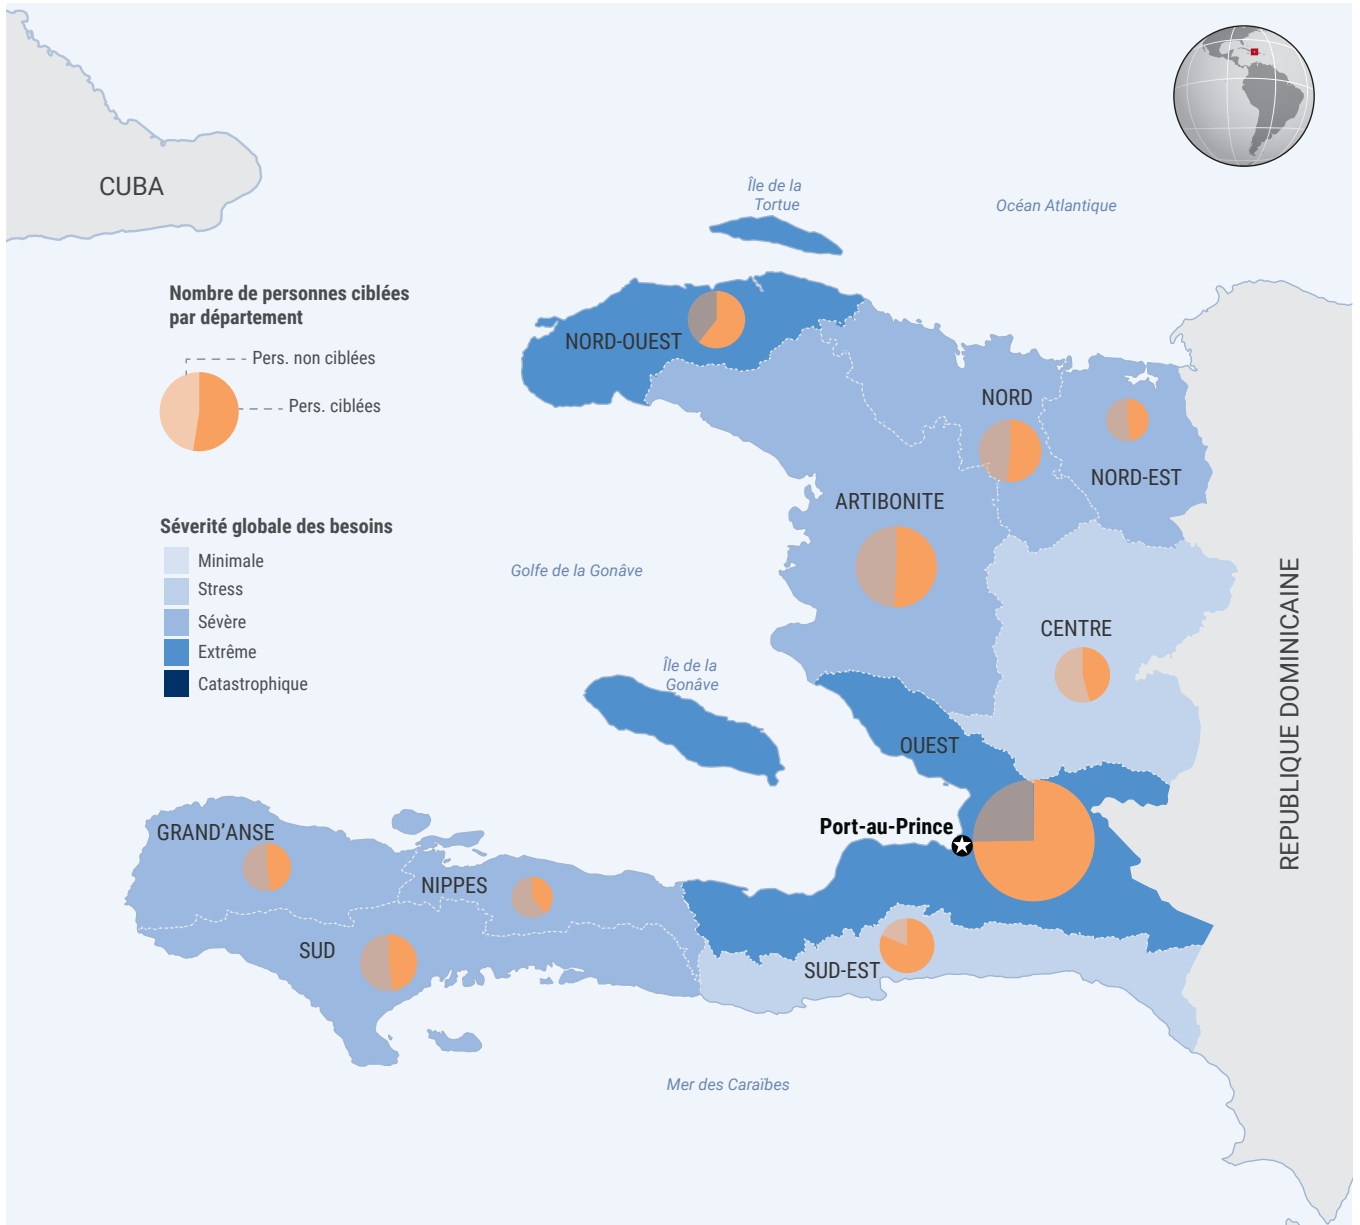 CUBA
Île de la
Tortue
Océan Atlantique
Nombre de personnes ciblées
par département
Pers. non ciblées
Pers. ciblées
NORD-OUEST
NORD
NORD-EST
ARTIBONITE
Séverité globale des besoins
Minimale
Stress
Sévère
Extrême
Catastrophique
Golfe de la Gonâve
CENTRE
REPUBLIQUE DOMINICAINE
Île de la
Gonâve
OUEST
Port-au-Prince
GRAND'ANSE
NIPPES
SUD
SUD-EST
Mer des Caraïbes